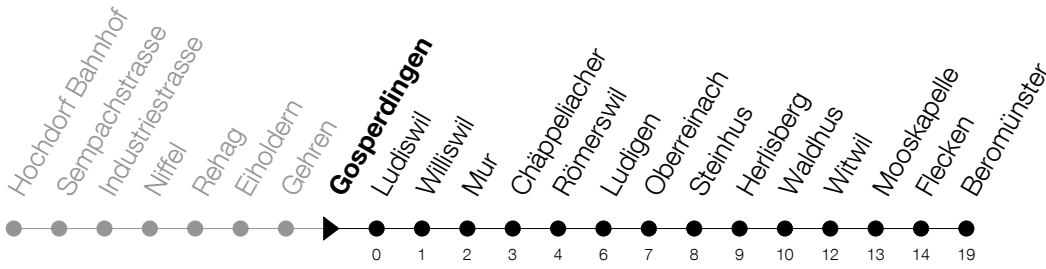 Hochdorf Bahnhof
Sempachstrasse
Industriestrasse
Niffel
Rehag
Eiholdern
Gehren
Gosperdingen
Ludiswil
Williswil
Mur
Chäppeliacher
Römerswil
Ludigen
Oberreinach
Steinhus
Herlisberg
Waldhus
Witwil
Mooskapelle
Flecken
Beromünster
0 1 2 3 4 6 7 8 9 10 12 13 14 19